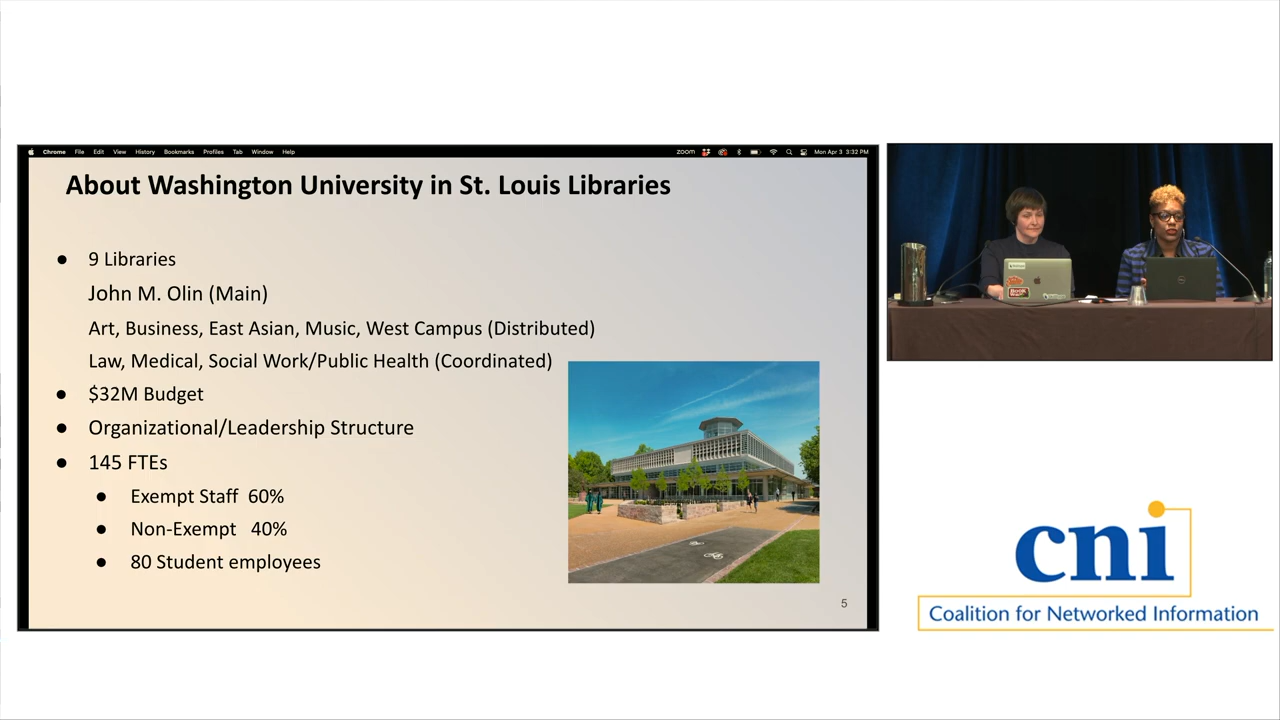 Chrome File Edit View History Bookmarks Profiles Tab Window Help
zoom Mon Apr 3 3:32 PM
About Washington University in St. Louis Libraries
● 9 Libraries
John M. Olin (Main)
Art, Business, East Asian, Music, West Campus (Distributed)
Law, Medical, Social Work/Public Health (Coordinated)
● $32M Budget
● Organizational/Leadership Structure
● 145 FTEs
● Exempt Staff 60%
● Non-Exempt 40%
● 80 Student employees
5
cni
Coalition for Networked Information